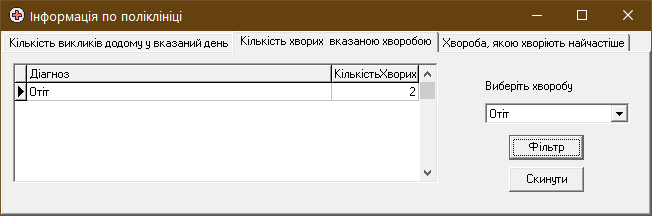 Інформація по поліклініці
Кількість викликів додому у вказаний день
Кількість хворих вказаною хворобою
Хвороба, якою хворіють найчастіше
Діагноз
КількістьХворих
Отіт
2
Виберіть хворобу
Отіт
Фільтр
Скинути